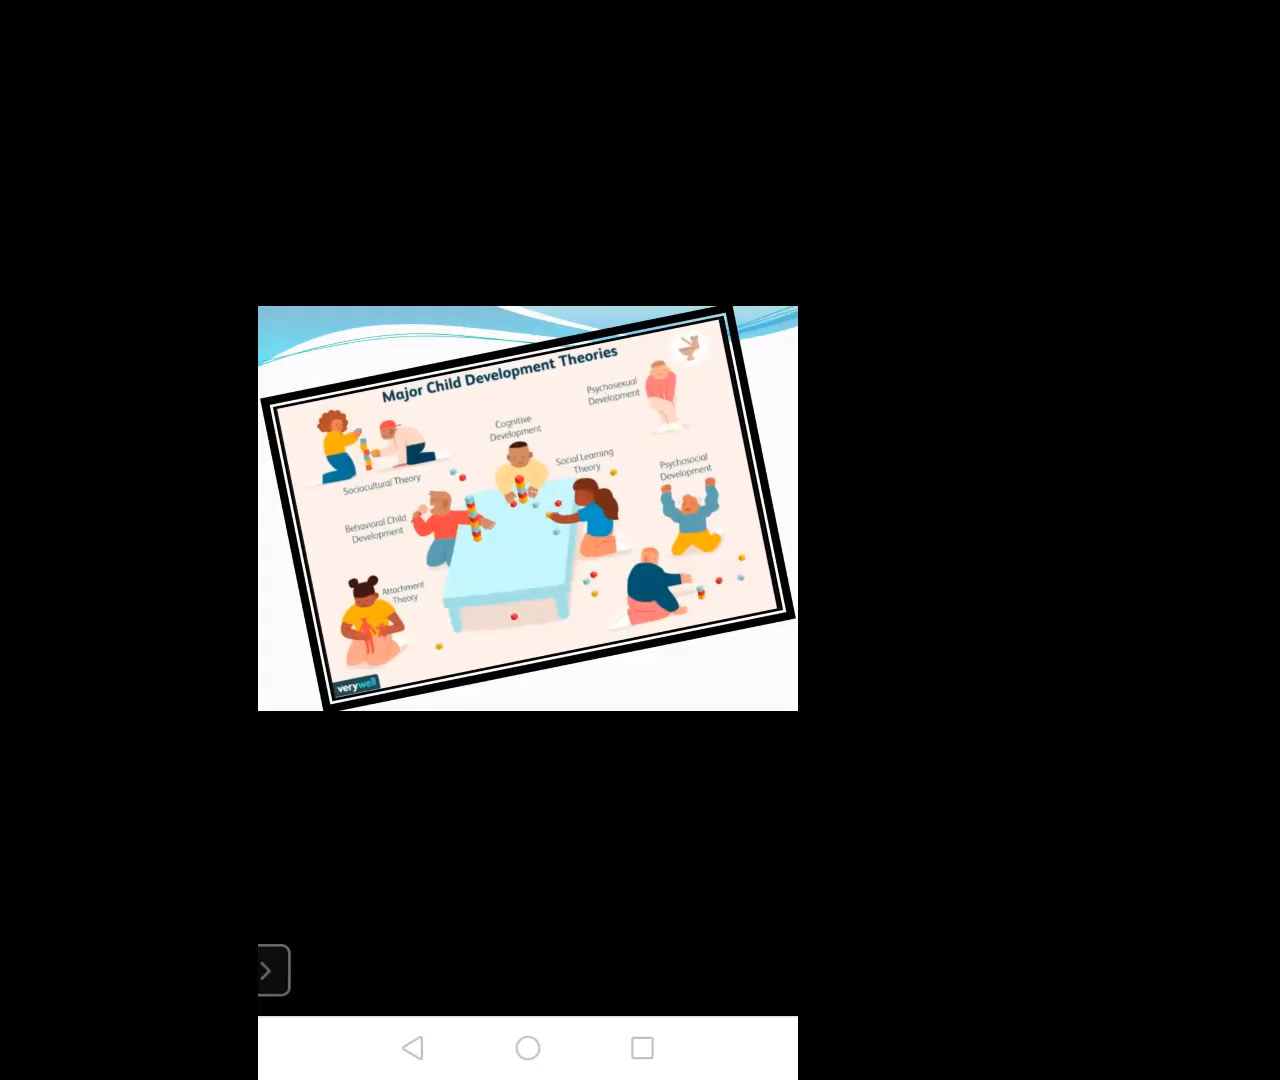 Major Child Development Theories
Psychosexual
Development
Cognitive
Development
Social Learning
Theory
Psychosocial
Development
Sociocultural Theory
Behavioral Child
Development
Attachment
Theory
verywell